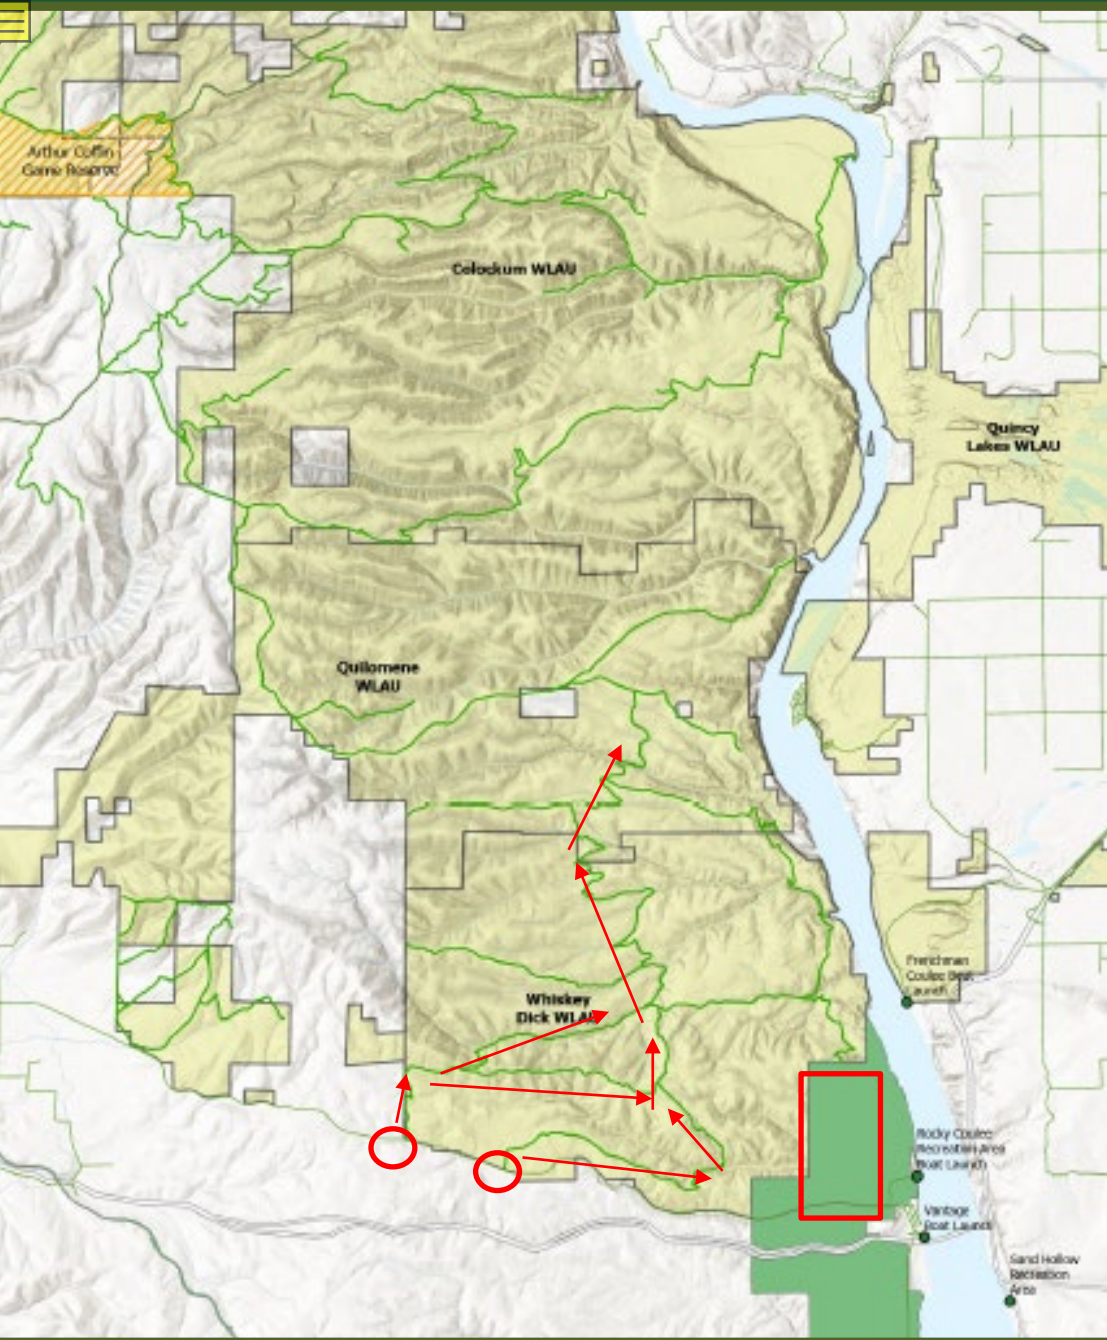 Arthur Coffin
Game Reserve
Colockum WLAU
Quincy
Lakes WLAU
Quilomene
WLAU
Frenchman
Coulee Boat
Launch
Whiskey
Dick WLAU
Rocky Coulee
Recreation Area
Boat Launch
Vantage
Boat Launch
Sand Hollow
Recreation
Area